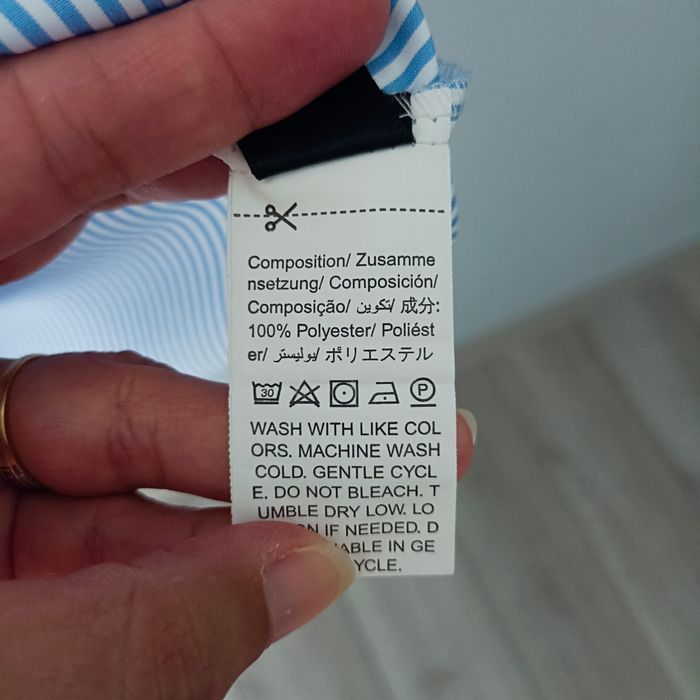 Composition/ Zusamme
nsetzung/ Composición/
Composição/ تكوين/ 成分:
100% Polyester/ Poliést
er/ يوليستر/ ポリエステル
30 P
WASH WITH LIKE COL
ORS. MACHINE WASH
COLD. GENTLE CYCL
E. DO NOT BLEACH. T
UMBLE DRY LOW. LO
N IF NEEDED. D
ABLE IN GE
YCLE.